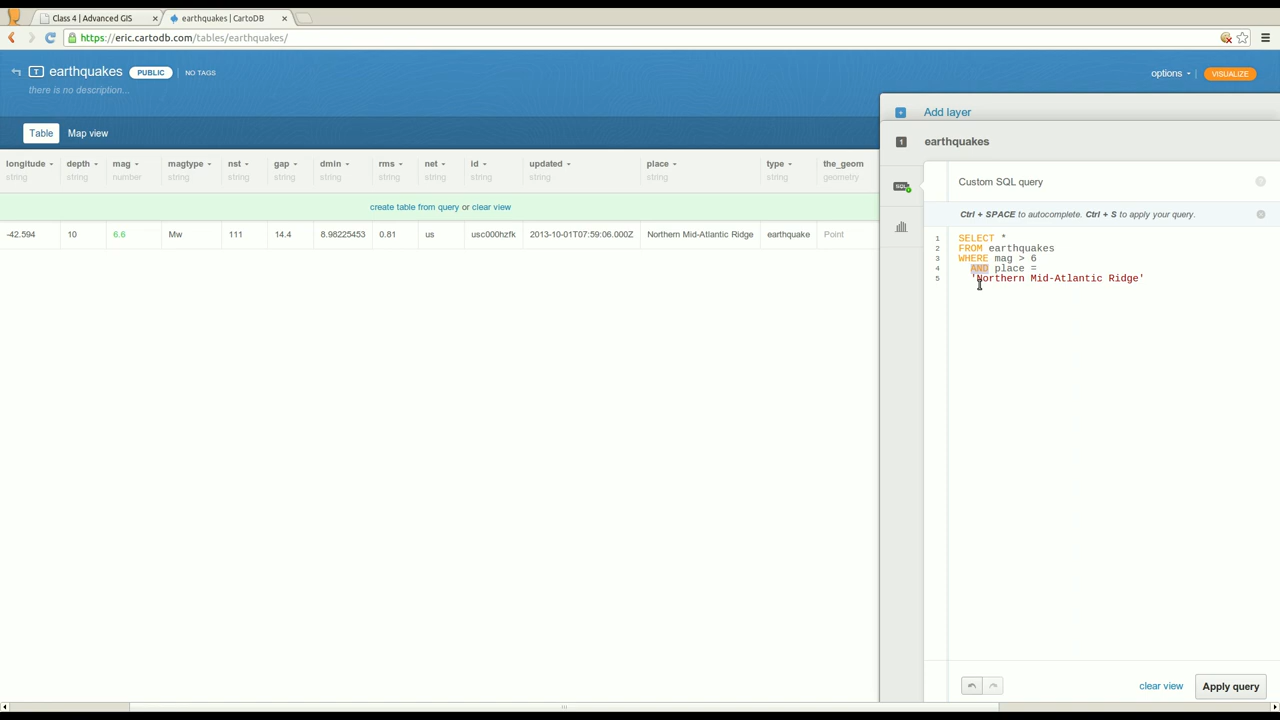 Class 4 | Advanced GIS
earthquakes | CartoDB
https://eric.cartodb.com/tables/earthquakes/
T earthquakes PUBLIC NO TAGS
there is no description...
options VISUALIZE
Table Map view
Add layer
1 earthquakes
longitude depth mag magtype nst gap dmin rms net id updated place type the_geom
string string number string string string string string string string string string string geometry
create table from query or clear view
-42.594 10 6.6 Mw 111 14.4 8.98225453 0.81 us usc000hzfk 2013-10-01T07:59:06.000Z Northern Mid-Atlantic Ridge earthquake Point
SQL
Custom SQL query
Ctrl + SPACE to autocomplete. Ctrl + S to apply your query.
1 SELECT *
2 FROM earthquakes
3 WHERE mag > 6
4 AND place =
5 'Northern Mid-Atlantic Ridge'
clear view Apply query